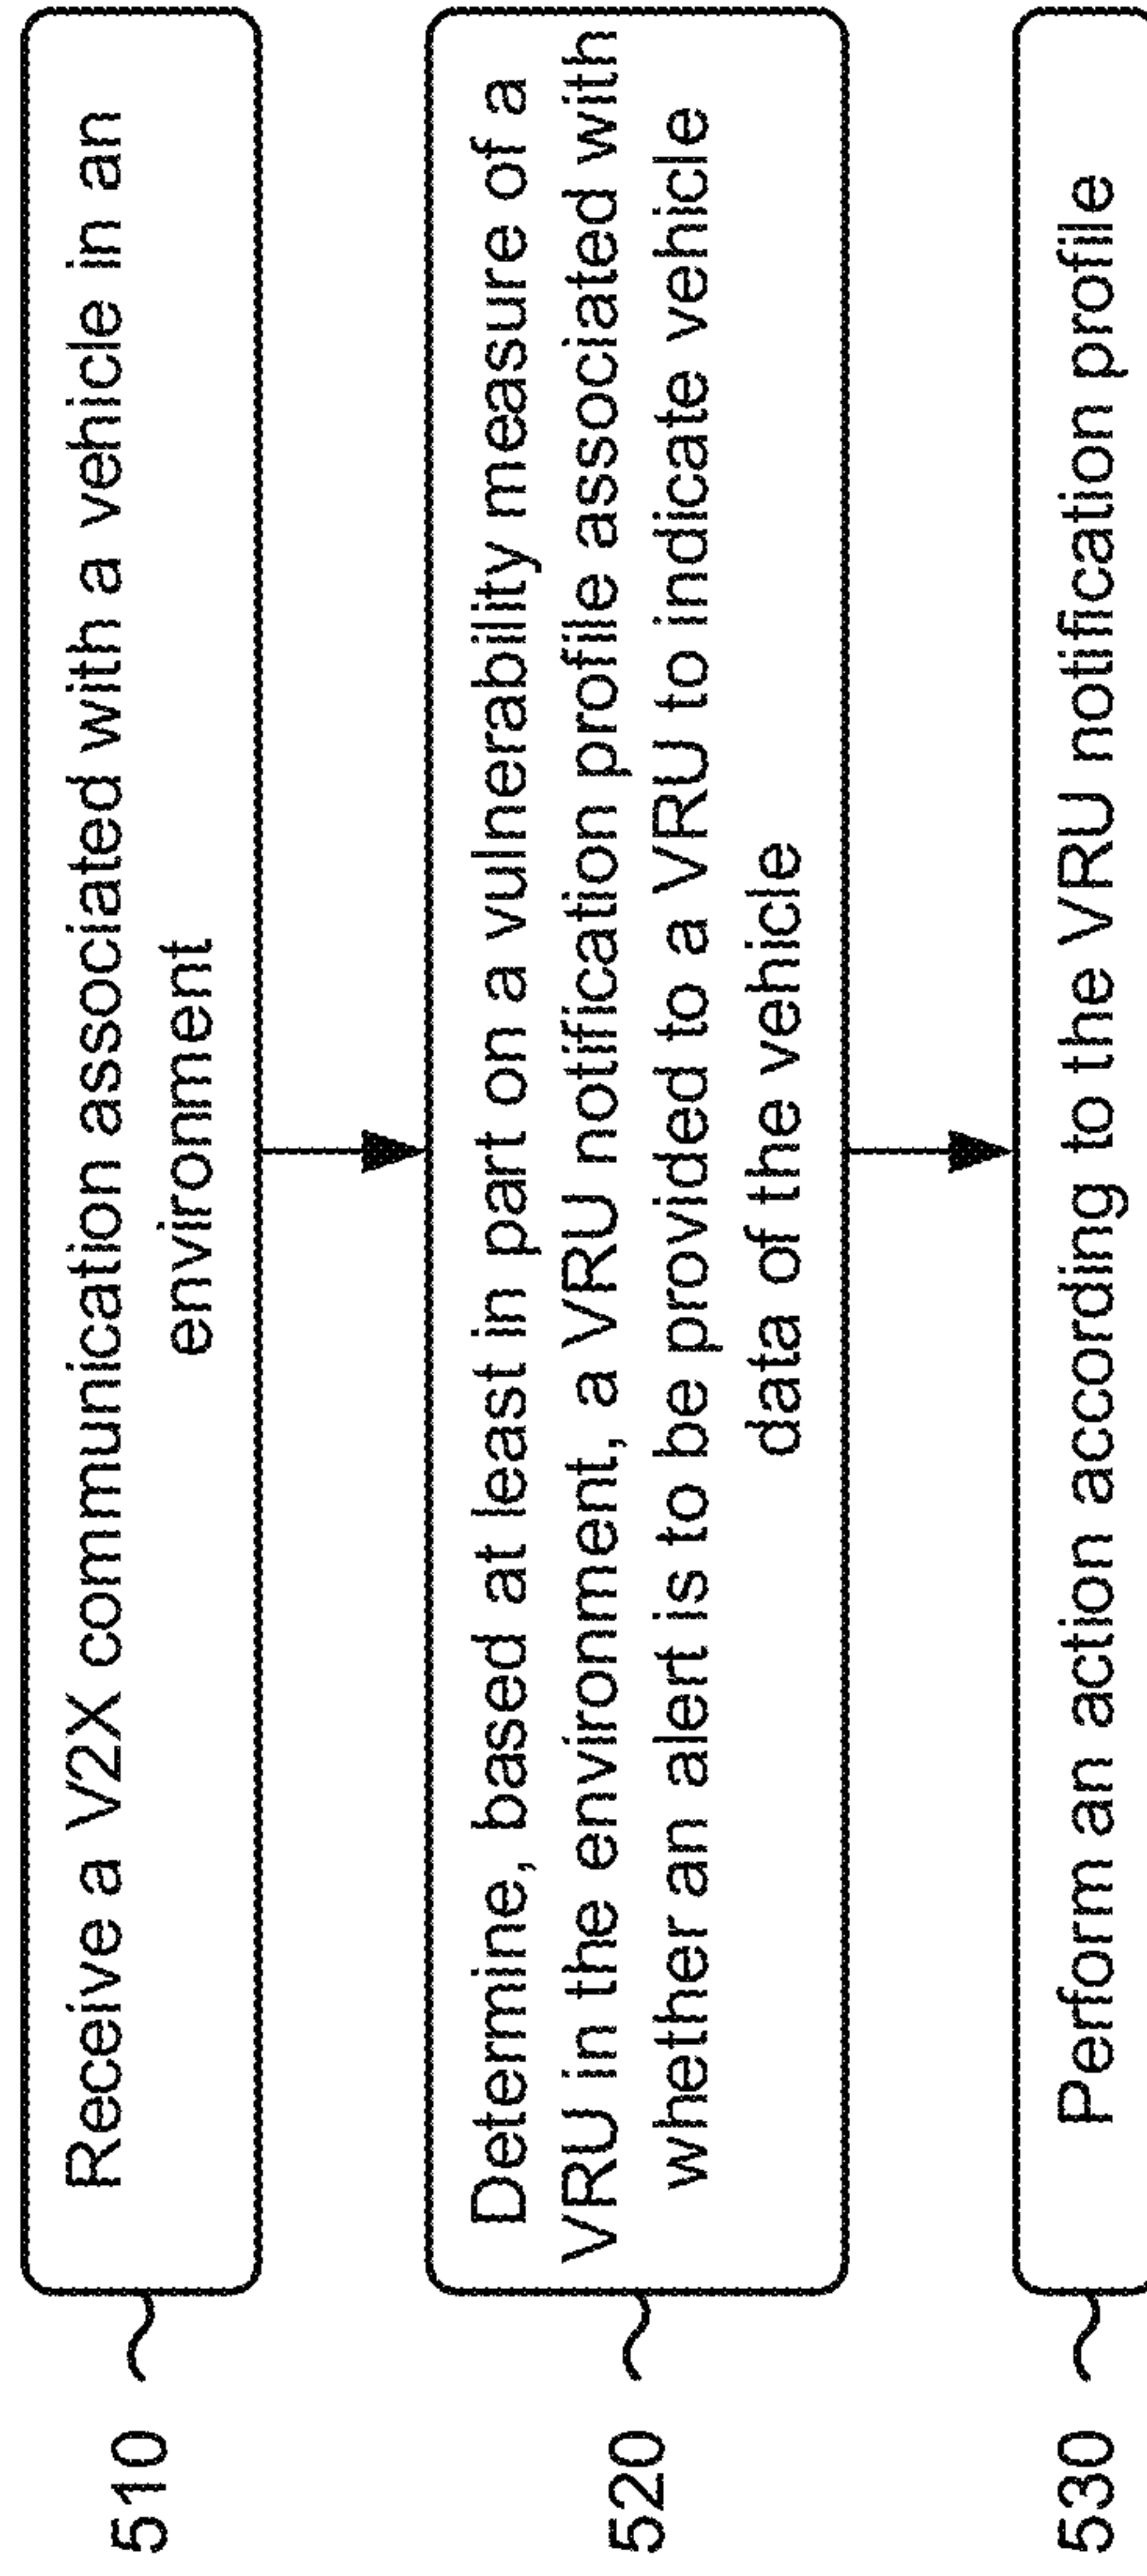 510
Receive a V2X communication associated with a vehicle in an
environment
520
Determine, based at least in part on a vulnerability measure of a
VRU in the environment, a VRU notification profile associated with
whether an alert is to be provided to a VRU to indicate vehicle
data of the vehicle
530
Perform an action according to the VRU notification profile